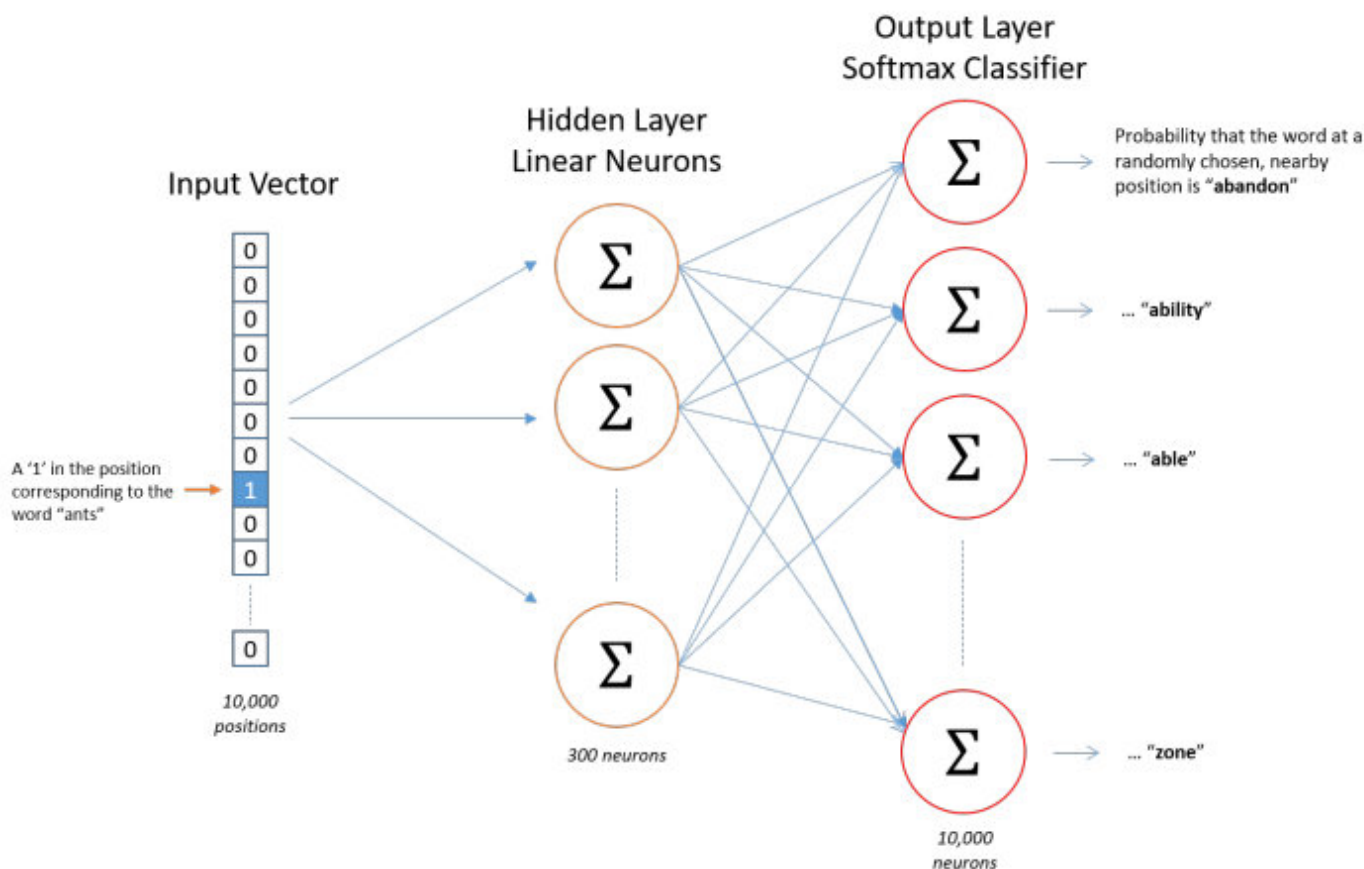 Output Layer
Softmax Classifier
Hidden Layer
Linear Neurons
Input Vector
0
0
0
0
0
0
0
1
0
0
0
A ‘1’ in the position
corresponding to the
word “ants”
10,000
positions
Σ
Σ
Σ
300 neurons
Σ
Σ
Σ
Σ
10,000
neurons
Probability that the word at a
randomly chosen, nearby
position is “abandon”
... “ability”
... “able”
... “zone”